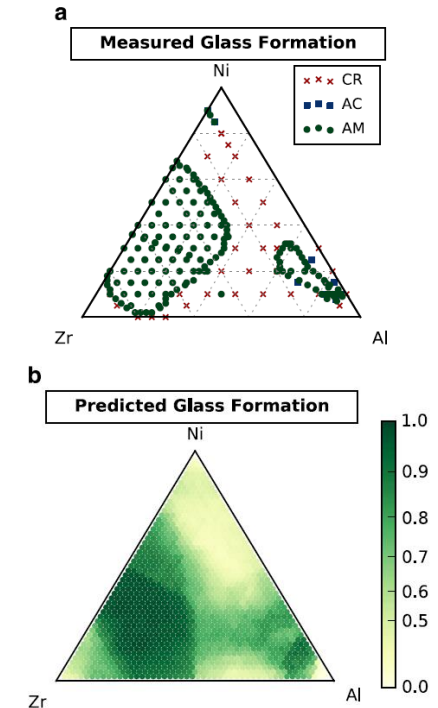 a
Measured Glass Formation
Ni
CR
AC
AM
Zr
Al
b
Predicted Glass Formation
Ni
1.0
0.9
0.8
0.7
0.6
0.5
0.0
Zr
Al